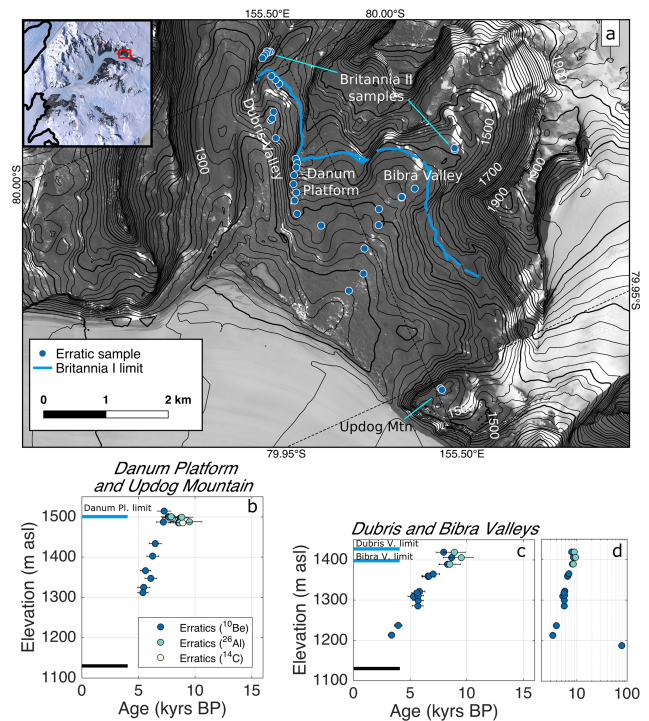 155.50°E
80.00°S
a
1900
Britannia II
samples
1500
Dubris Valley
1300
Danum
Platform
Bibra Valley
1700
1900
1900
80.00°S
79.95°S
Erratic sample
Britannia I limit
0
1
2 km
1500
1500
Updog Mtn.
79.95°S
155.50°E
Danum Platform
and Updog Mountain
b
Danum Pl. limit
1500
1400
1300
1200
1100
Elevation (m asl)
Erratics (¹⁰Be)
Erratics (²⁶Al)
Erratics (¹⁴C)
0
5
10
15
Age (kyrs BP)
Dubris and Bibra Valleys
c
d
Dubris V. limit
Bibra V. limit
1400
1300
1200
1100
Elevation (m asl)
0
5
10
15
10
100
Age (kyrs BP)